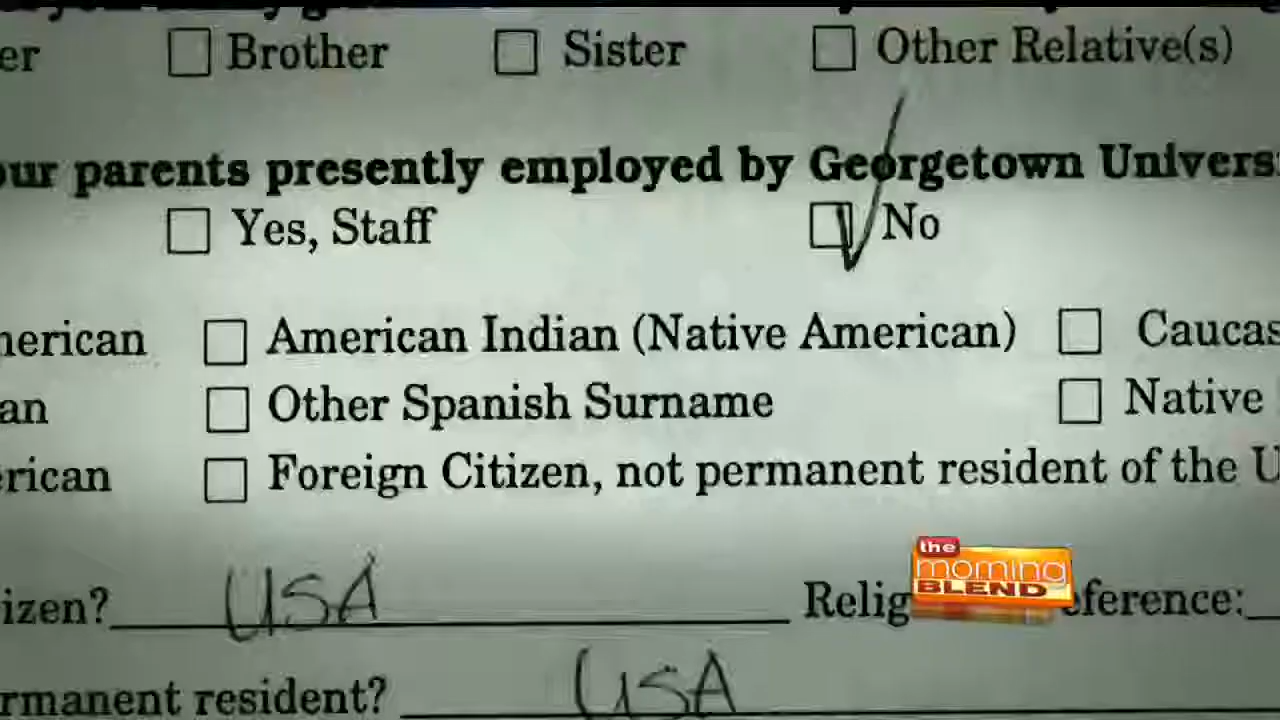 er Brother Sister Other Relative(s)
our parents presently employed by Georgetown Univers
Yes, Staff No
merican American Indian (Native American) Caucas
an Other Spanish Surname Native
rican Foreign Citizen, not permanent resident of the U
izen? USA Relig eference:
the
morning
BLEND
rmanent resident? USA